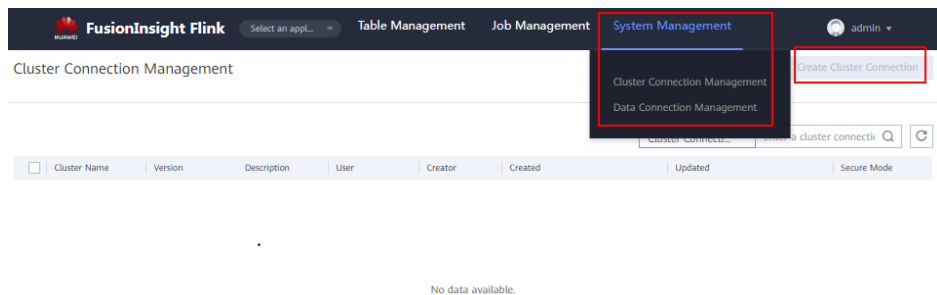 HUAWEI FusionInsight Flink Select an appl... Table Management Job Management System Management admin
Cluster Connection Management Create Cluster Connection
Cluster Connection Management
Data Connection Management
Cluster Connecti... a cluster connectic
Cluster Name Version Description User Creator Created Updated Secure Mode
No data available.